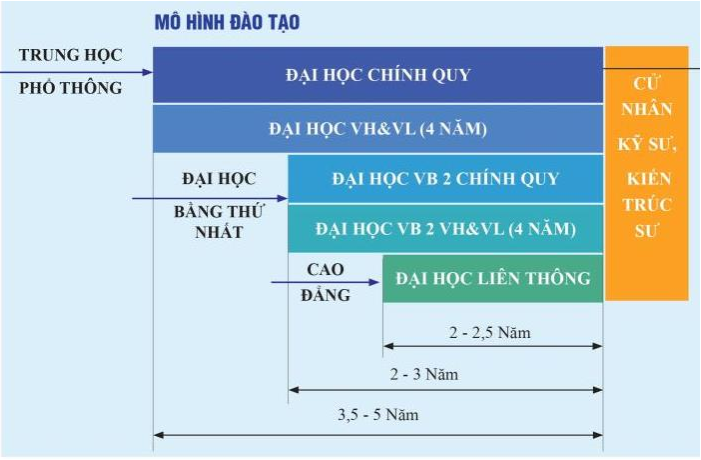 MÔ HÌNH ĐÀO TẠO
TRUNG HỌC
PHỔ THÔNG
ĐẠI HỌC CHÍNH QUY
ĐẠI HỌC VH&VL (4 NĂM)
ĐẠI HỌC
BẰNG THỨ
NHẤT
ĐẠI HỌC VB 2 CHÍNH QUY
ĐẠI HỌC VB 2 VH&VL (4 NĂM)
CAO
ĐẲNG
ĐẠI HỌC LIÊN THÔNG
CỬ
NHÂN
KỸ SƯ,
KIẾN
TRÚC
SƯ
2 - 2,5 Năm
2 - 3 Năm
3,5 - 5 Năm